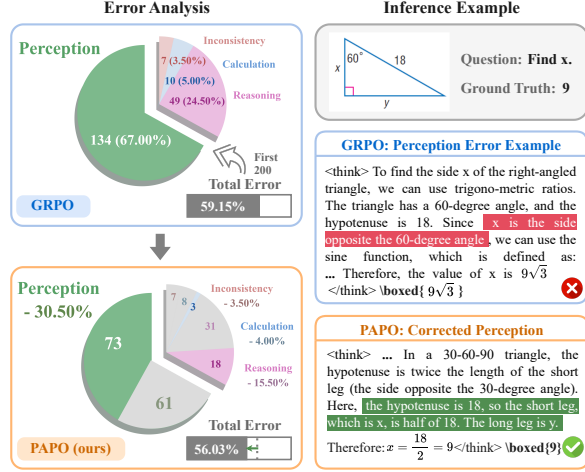 Error Analysis
Perception
Inconsistency
7 (3.50%)
Calculation
10 (5.00%)
Reasoning
49 (24.50%)
134 (67.00%)
First
200
Total Error
GRPO
59.15%
Perception
- 30.50%
Inconsistency
- 3.50%
7
8
3
Calculation
- 4.00%
31
73
18
Reasoning
- 15.50%
61
Total Error
PAPO (ours)
56.03%
Inference Example
60°
18
x
y
Question: Find x.
Ground Truth: 9
GRPO: Perception Error Example
<think> To find the side x of the right-angled
triangle, we can use trigono-metric ratios.
The triangle has a 60-degree angle, and the
hypotenuse is 18. Since x is the side
opposite the 60-degree angle , we can use the
sine function, which is defined as:
... Therefore, the value of x is 9√3
</think> \boxed{ 9√3 }
PAPO: Corrected Perception
<think> ... In a 30-60-90 triangle, the
hypotenuse is twice the length of the short
leg (the side opposite the 30-degree angle).
Here, the hypotenuse is 18, so the short leg,
which is x, is half of 18. The long leg is y.
Therefore: x = 18/2 = 9</think> \boxed{9}